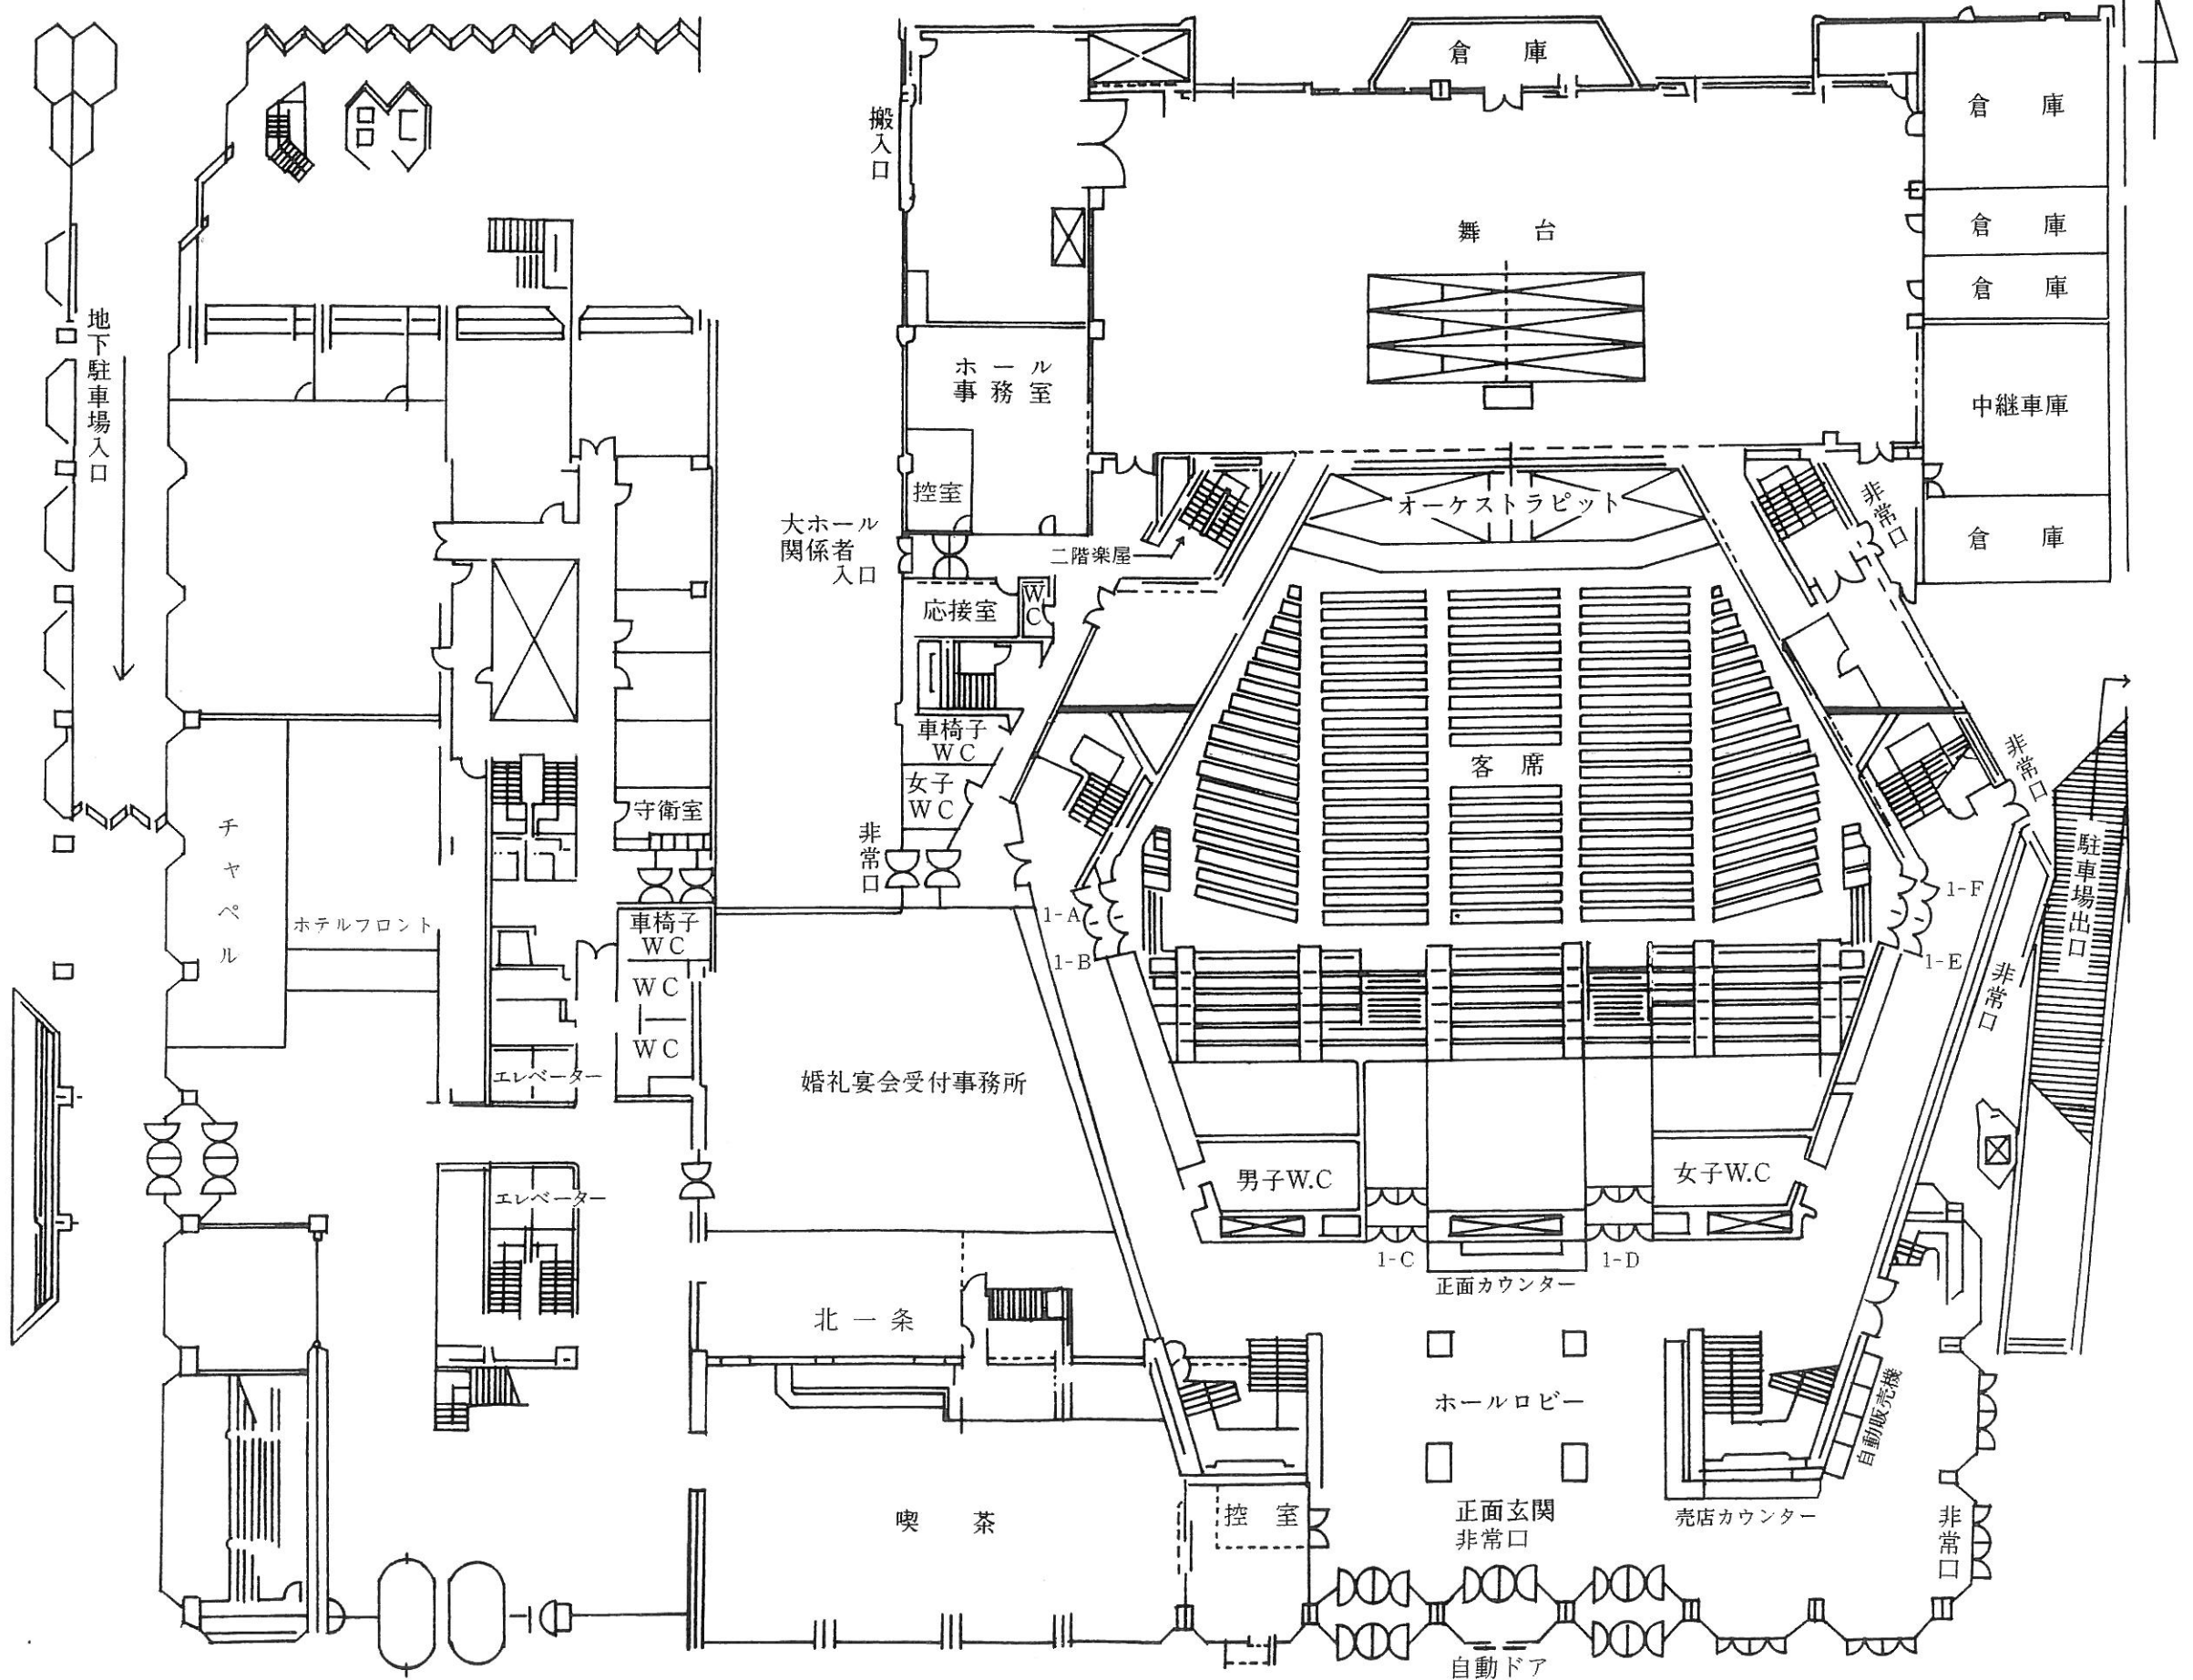 倉庫
倉庫
搬入口
倉庫
舞台
倉庫
地下駐車場入口
ホール
事務室
中継車庫
控室
オーケストラピット
非常口
大ホール
関係者
入口
二階楽屋
倉庫
応接室
WC
車椅子
WC
客席
非常口
女子
WC
守衛室
チャペル
非常口
駐車場出口
1-F
1-A
車椅子
WC
ホテルフロント
1-B
1-E
WC
非常口
WC
エレベーター
婚礼宴会受付事務所
男子W.C
女子W.C
エレベーター
1-C
1-D
正面カウンター
北一条
ホールロビー
自動販売機
喫茶
控室
正面玄関
非常口
売店カウンター
非常口
自動ドア